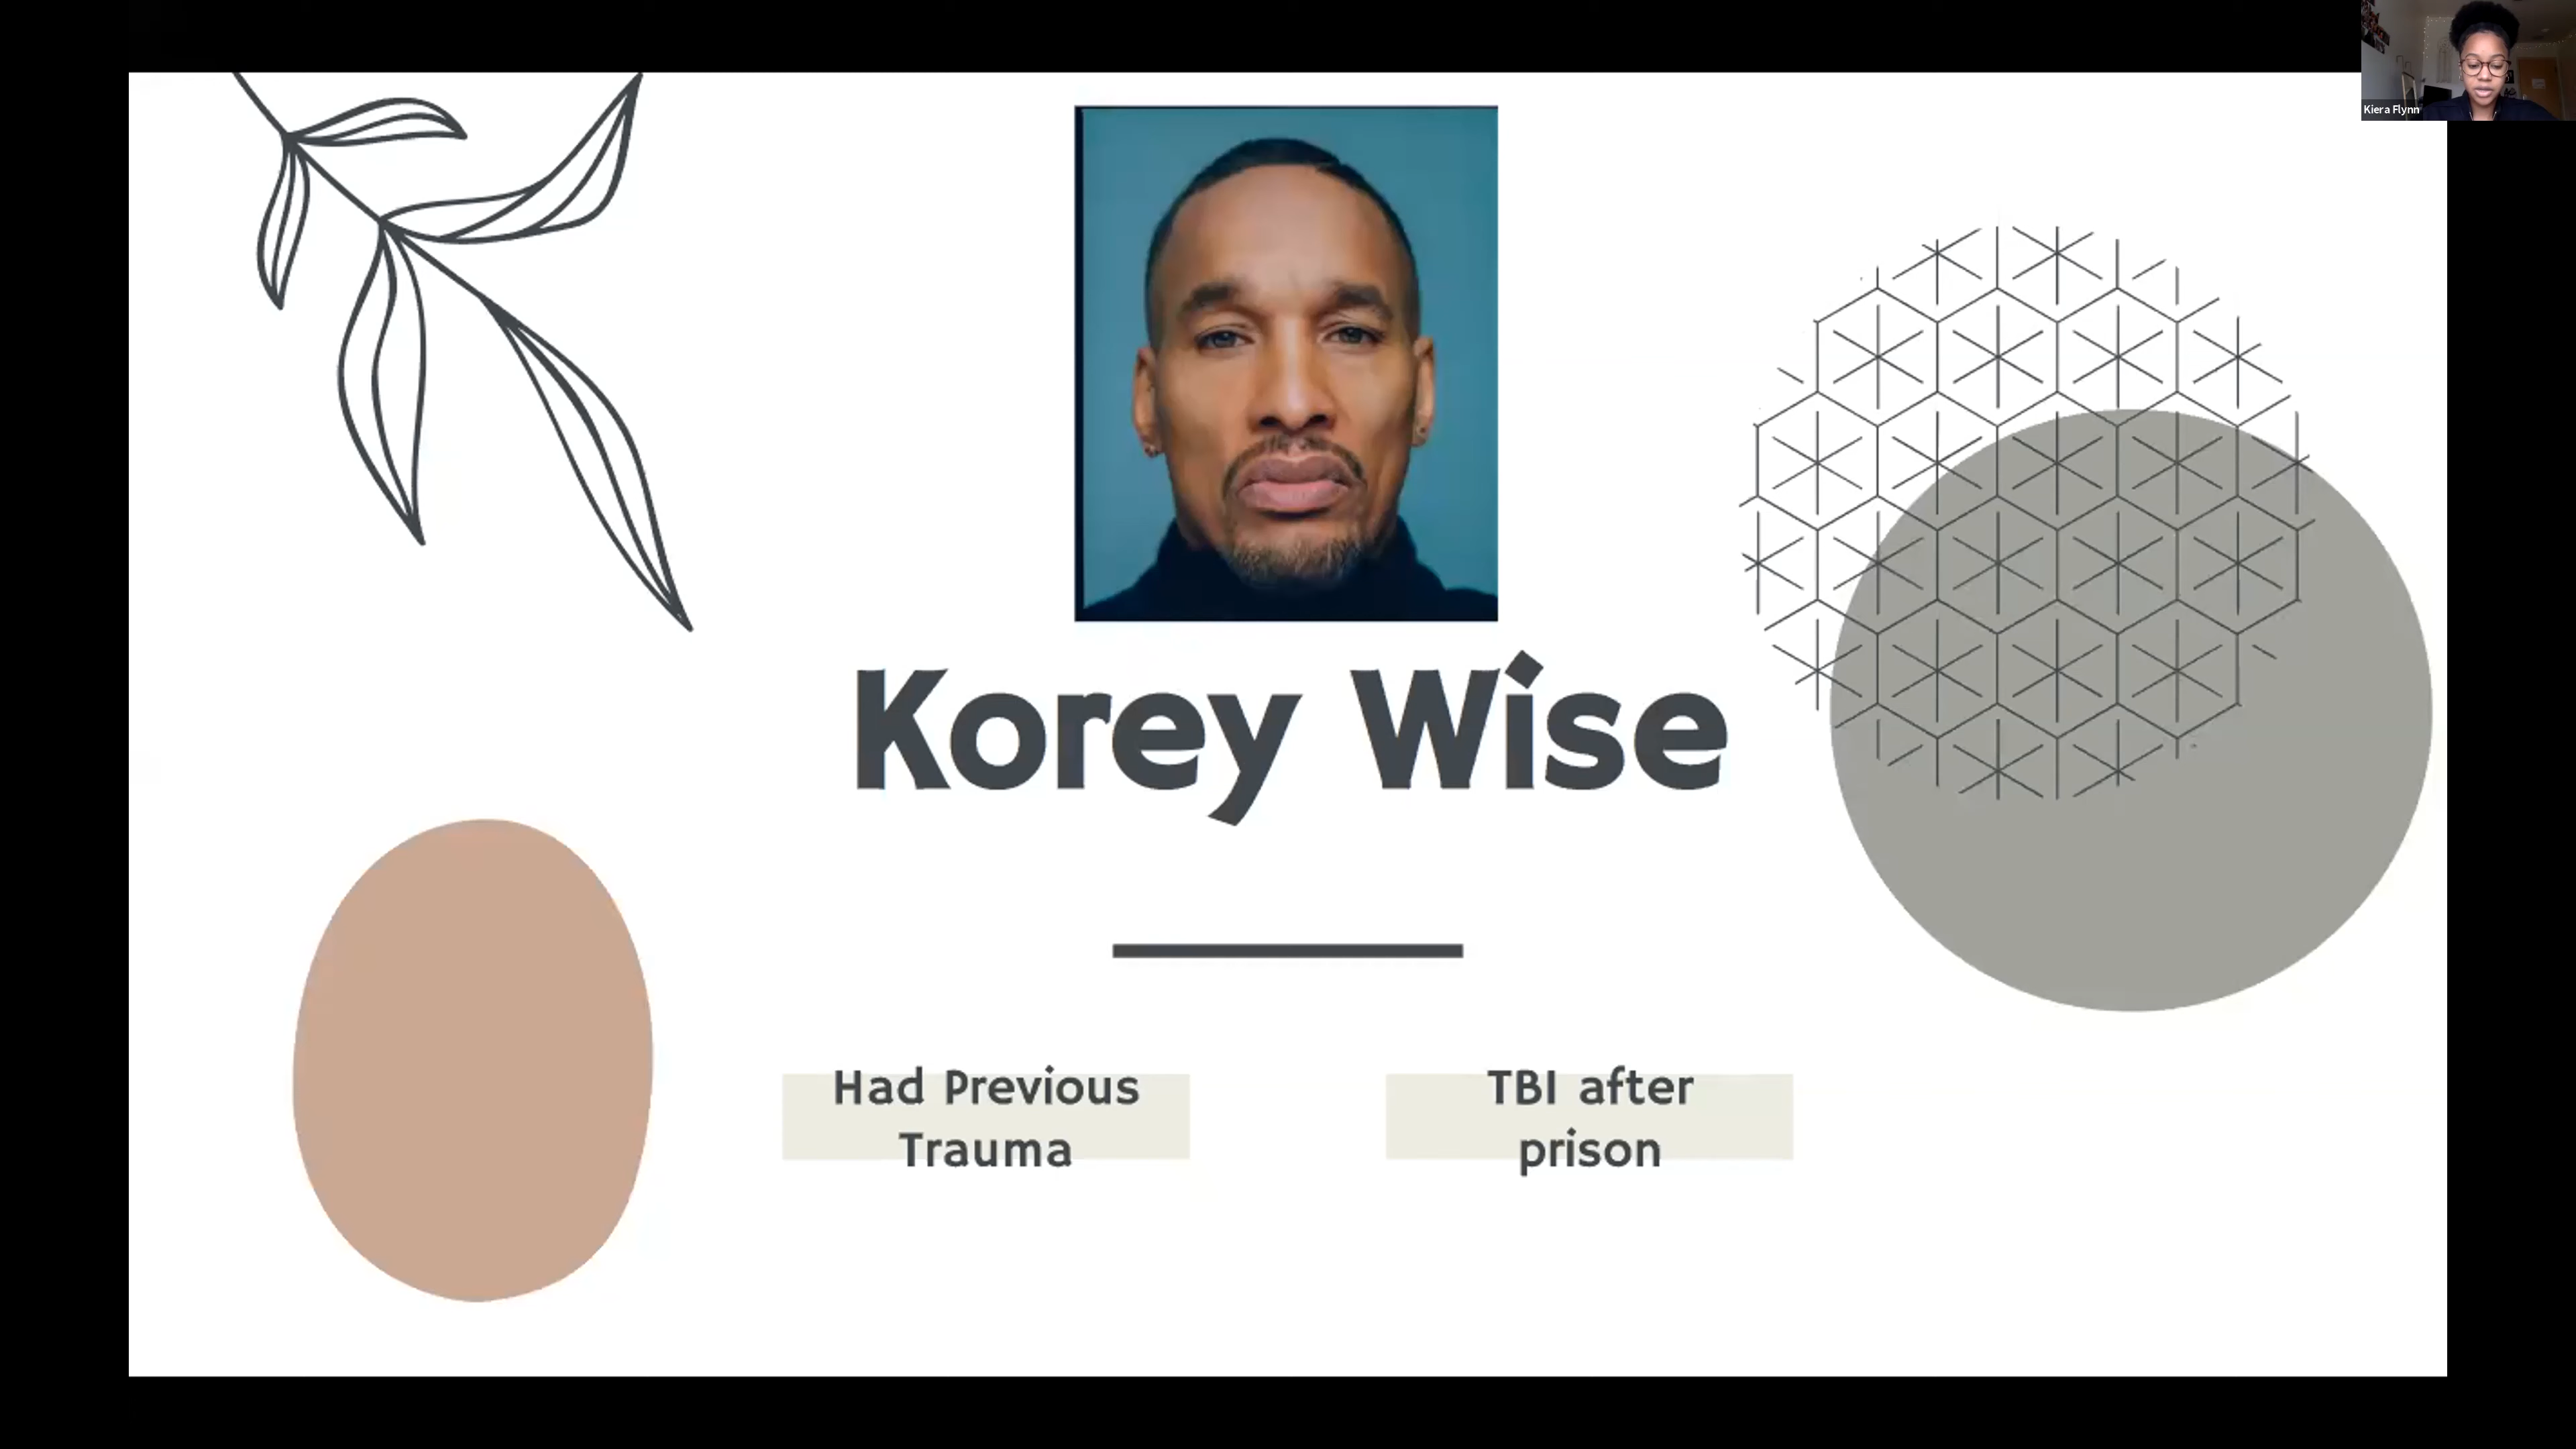 Kiera Flynn
Korey Wise
Had Previous
Trauma
TBI after
prison